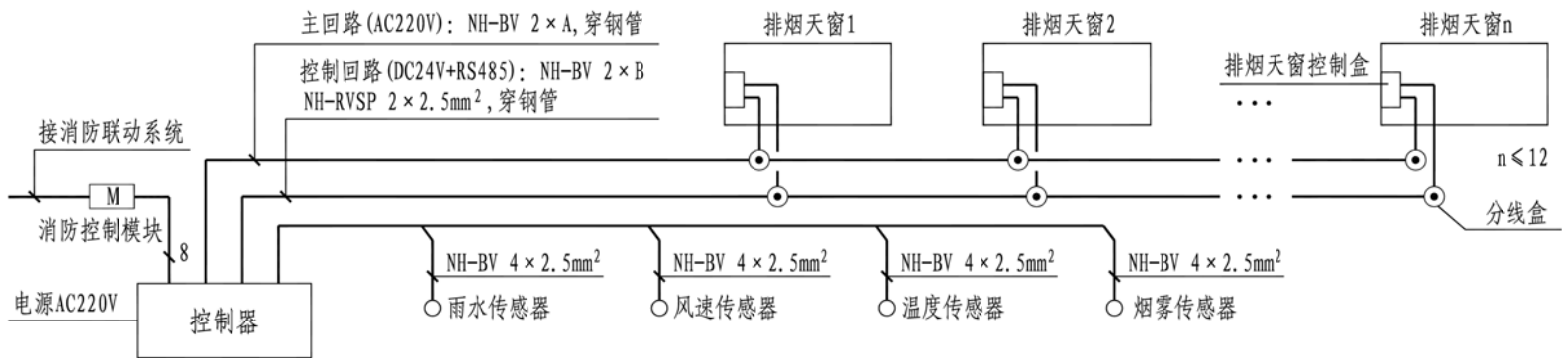 主回路(AC220V): NH-BV 2×A,穿钢管
排烟天窗1
排烟天窗2
排烟天窗n
控制回路(DC24V+RS485): NH-BV 2×B
NH-RVSP 2×2.5mm²,穿钢管
排烟天窗控制盒
...
接消防联动系统
...
n≤12
M
...
消防控制模块
8
分线盒
NH-BV 4×2.5mm²
NH-BV 4×2.5mm²
NH-BV 4×2.5mm²
NH-BV 4×2.5mm²
电源AC220V
控制器
雨水传感器
风速传感器
温度传感器
烟雾传感器